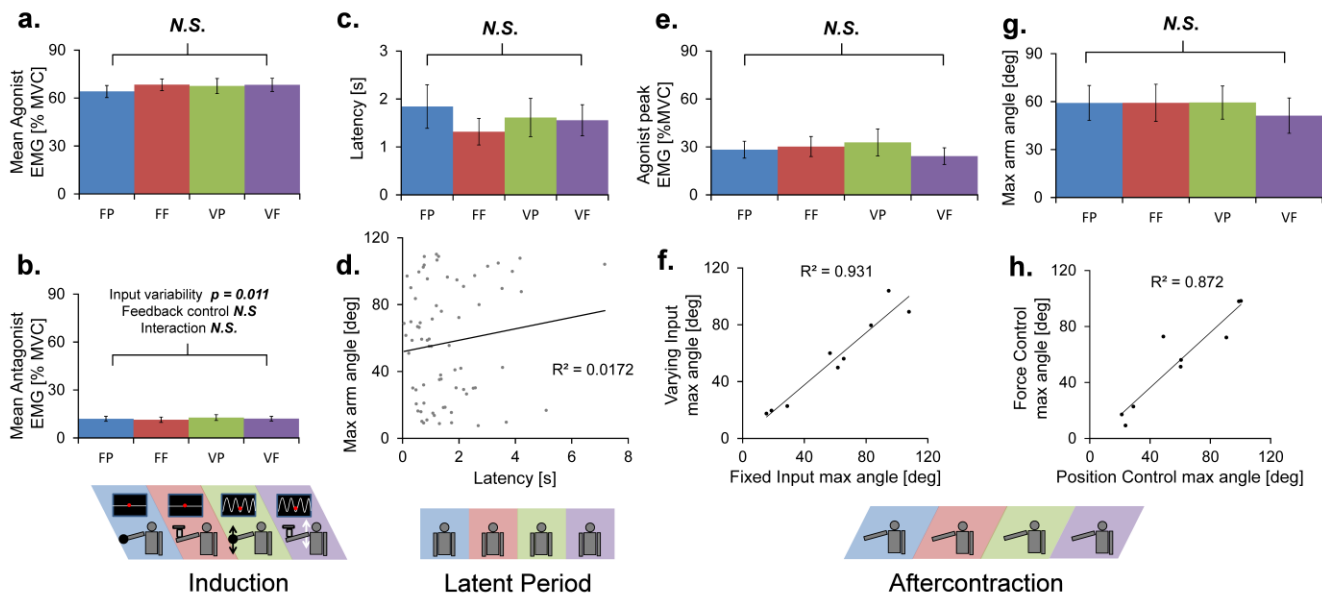 a.
N.S.
90
60
30
0
Mean Agonist
EMG [% MVC]
FP FF VP VF
b.
Input variability p = 0.011
Feedback control N.S
Interaction N.S.
90
60
30
0
Mean Antagonist
EMG [% MVC]
FP FF VP VF
Induction
c.
N.S.
3
2
1
0
Latency [s]
FP FF VP VF
d.
120
80
40
0
Max arm angle [deg]
R² = 0.0172
0 2 4 6 8
Latency [s]
Latent Period
e.
N.S.
90
60
30
0
Agonist peak
EMG [%MVC]
FP FF VP VF
f.
R² = 0.931
120
80
40
0
Varying Input
max angle [deg]
0 40 80 120
Fixed Input max angle [deg]
g.
N.S.
90
60
30
0
Max arm angle [deg]
FP FF VP VF
h.
R² = 0.872
120
80
40
0
Force Control
max angle [deg]
0 40 80 120
Position Control max angle [deg]
Aftercontraction